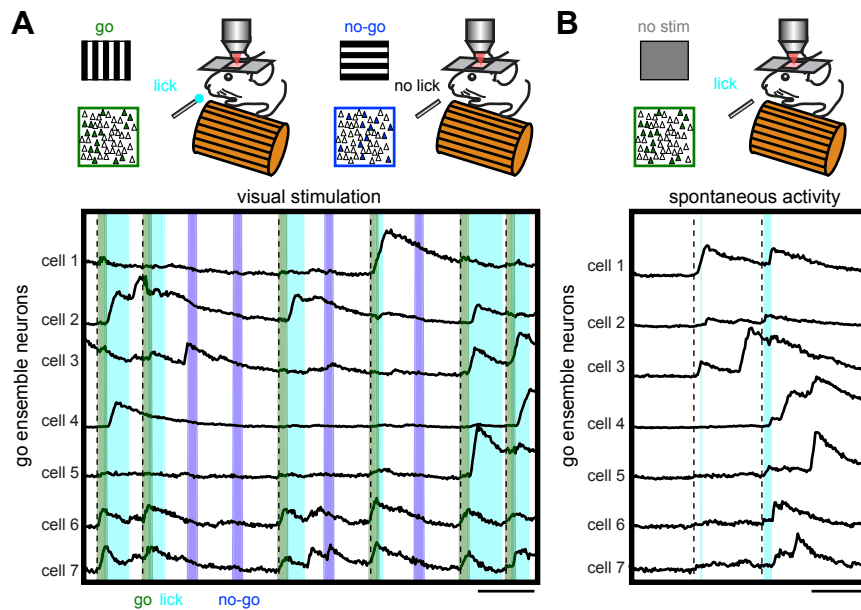 A
go
lick
no-go
no lick
B
no stim
lick
visual stimulation
go ensemble neurons
cell 1
cell 2
cell 3
cell 4
cell 5
cell 6
cell 7
go lick no-go
spontaneous activity
go ensemble neurons
cell 1
cell 2
cell 3
cell 4
cell 5
cell 6
cell 7